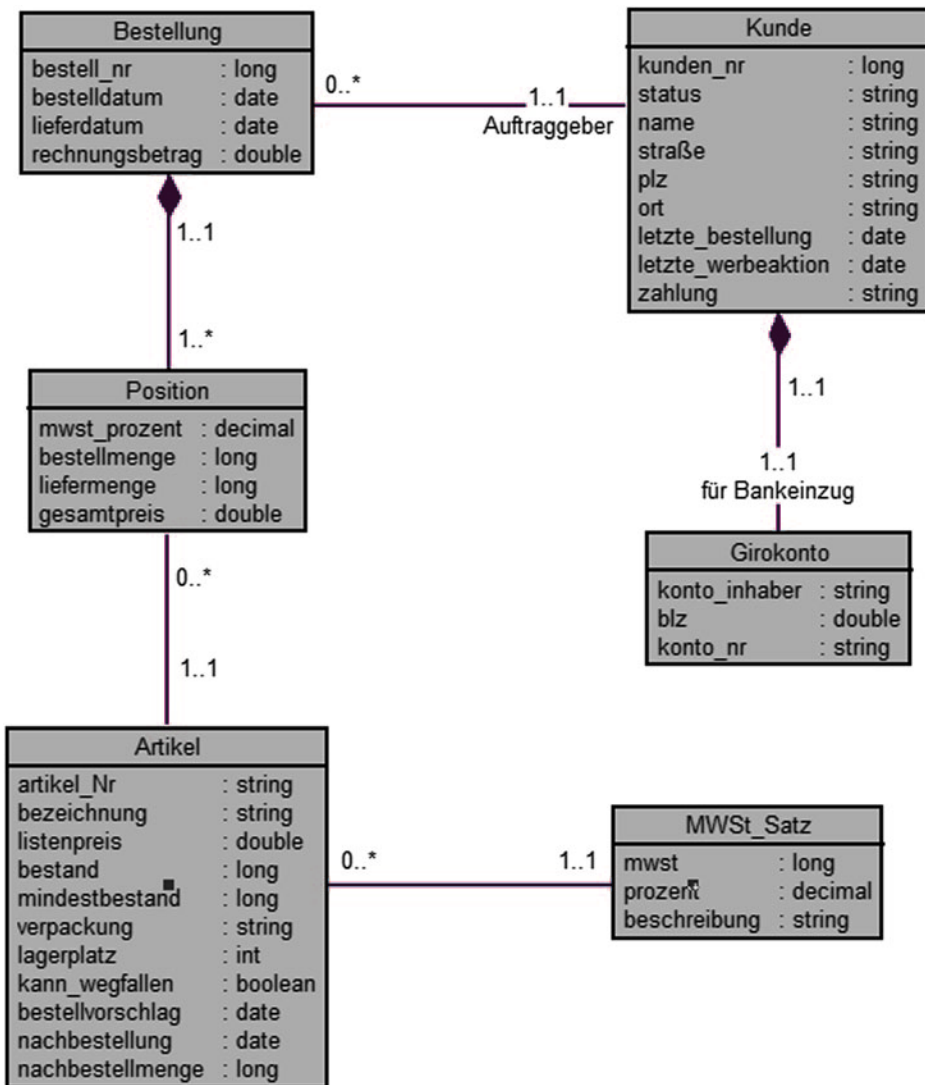 Bestellung
bestell_nr : long
bestelldatum : date
lieferdatum : date
rechnungsbetrag : double
0..*
1..1
Auftraggeber
Kunde
kunden_nr : long
status : string
name : string
straße : string
plz : string
ort : string
letzte_bestellung : date
letzte_werbeaktion : date
zahlung : string
1..1
1..*
Position
mwst_prozent : decimal
bestellmenge : long
liefermenge : long
gesamtpreis : double
1..1
1..1
für Bankeinzug
Girokonto
konto_inhaber : string
blz : double
konto_nr : string
0..*
1..1
Artikel
artikel_Nr : string
bezeichnung : string
listenpreis : double
bestand : long
mindestbestand : long
verpackung : string
lagerplatz : int
kann_wegfallen : boolean
bestellvorschlag : date
nachbestellung : date
nachbestellmenge : long
0..*
1..1
MWSt_Satz
mwst : long
prozent : decimal
beschreibung : string